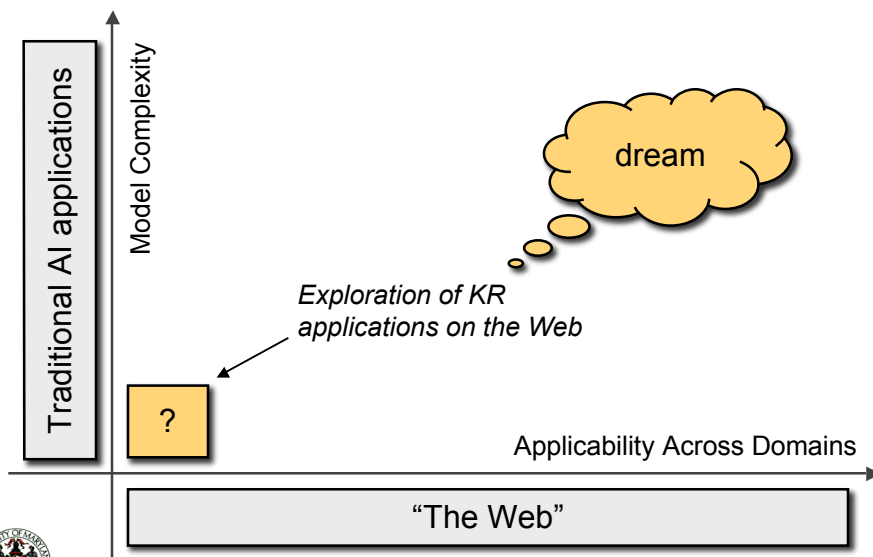 Traditional AI applications
Model Complexity
dream
Exploration of KR
applications on the Web
?
Applicability Across Domains
“The Web”